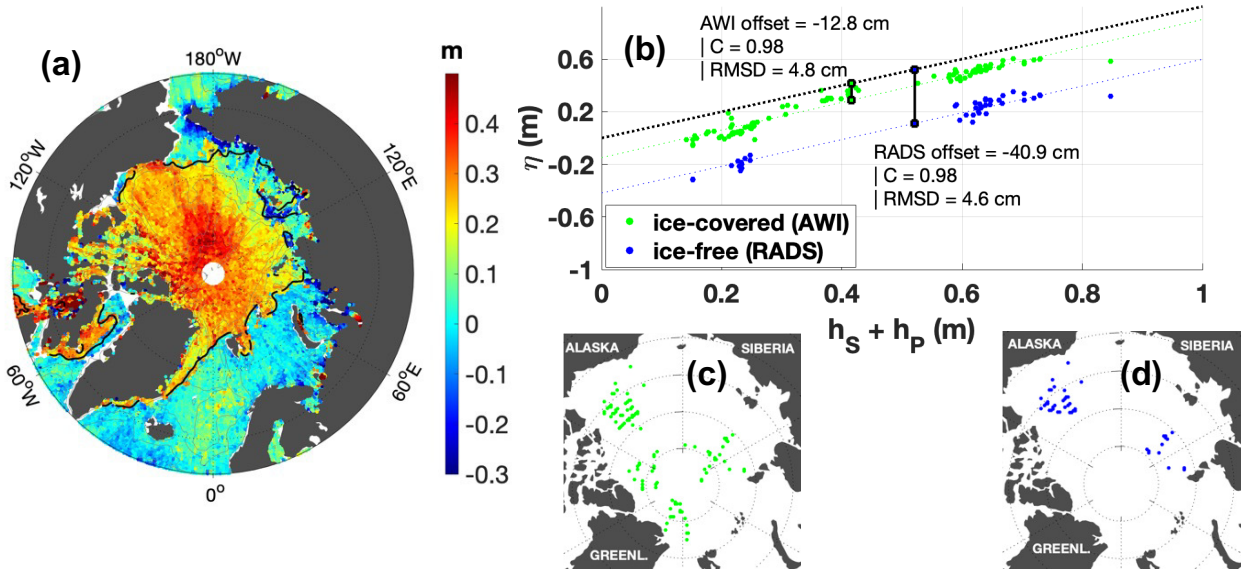 (a)
180°W
120°W
120°E
60°W
60°E
0°
m
0.4
0.3
0.2
0.1
0
-0.1
-0.2
-0.3
(b)
AWI offset = -12.8 cm
| C = 0.98
| RMSD = 4.8 cm
RADS offset = -40.9 cm
| C = 0.98
| RMSD = 4.6 cm
η (m)
0.6
0.2
-0.2
-0.6
-1
ice-covered (AWI)
ice-free (RADS)
0 0.2 0.4 0.6 0.8 1
h_S + h_P (m)
ALASKA
(c)
SIBERIA
GREENL.
ALASKA
(d)
SIBERIA
GREENL.